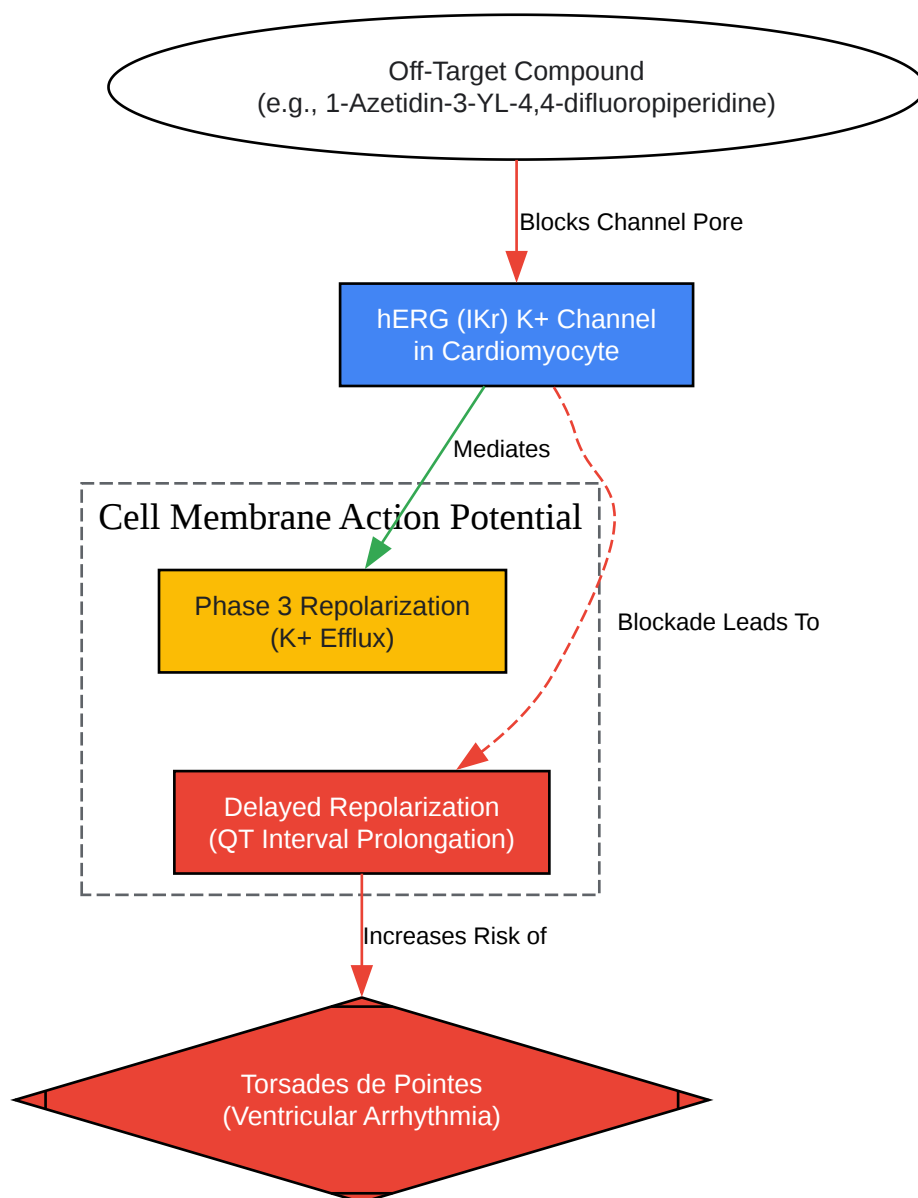 Off-Target Compound
(e.g., 1-Azetidin-3-YL-4,4-difluoropiperidine)
Blocks Channel Pore
hERG (IKr) K+ Channel
in Cardiomyocyte
Mediates
Cell Membrane Action Potential
Phase 3 Repolarization
(K+ Efflux)
Blockade Leads To
Delayed Repolarization
(QT Interval Prolongation)
Increases Risk of
Torsades de Pointes
(Ventricular Arrhythmia)